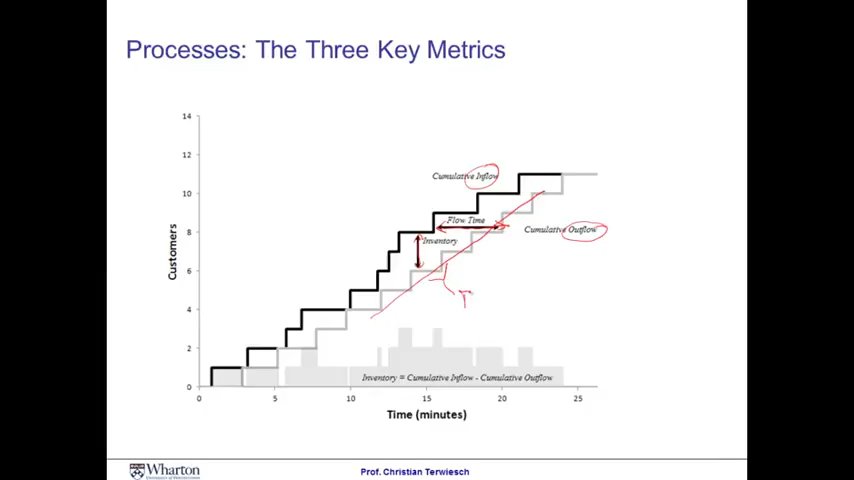 Processes: The Three Key Metrics
14
12
10
8
6
4
2
0
Customers
Cumulative Inflow
Flow Time
Cumulative Outflow
Inventory
Inventory = Cumulative Inflow - Cumulative Outflow
0 5 10 15 20 25
Time (minutes)
Wharton
Prof. Christian Terwiesch